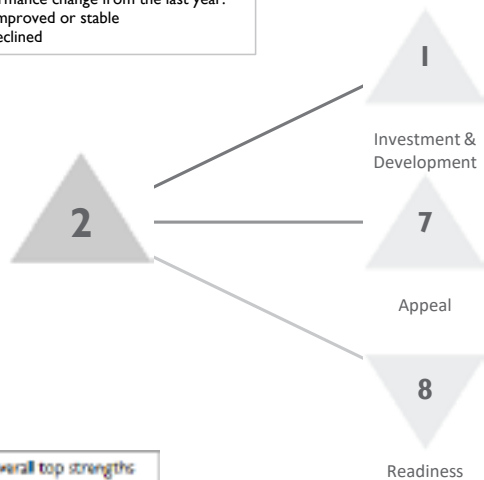 rmance change from the last year:
mproved or stable
eclined
1
Investment &
Development
2
7
Appeal
8
verall top strengths
Readiness